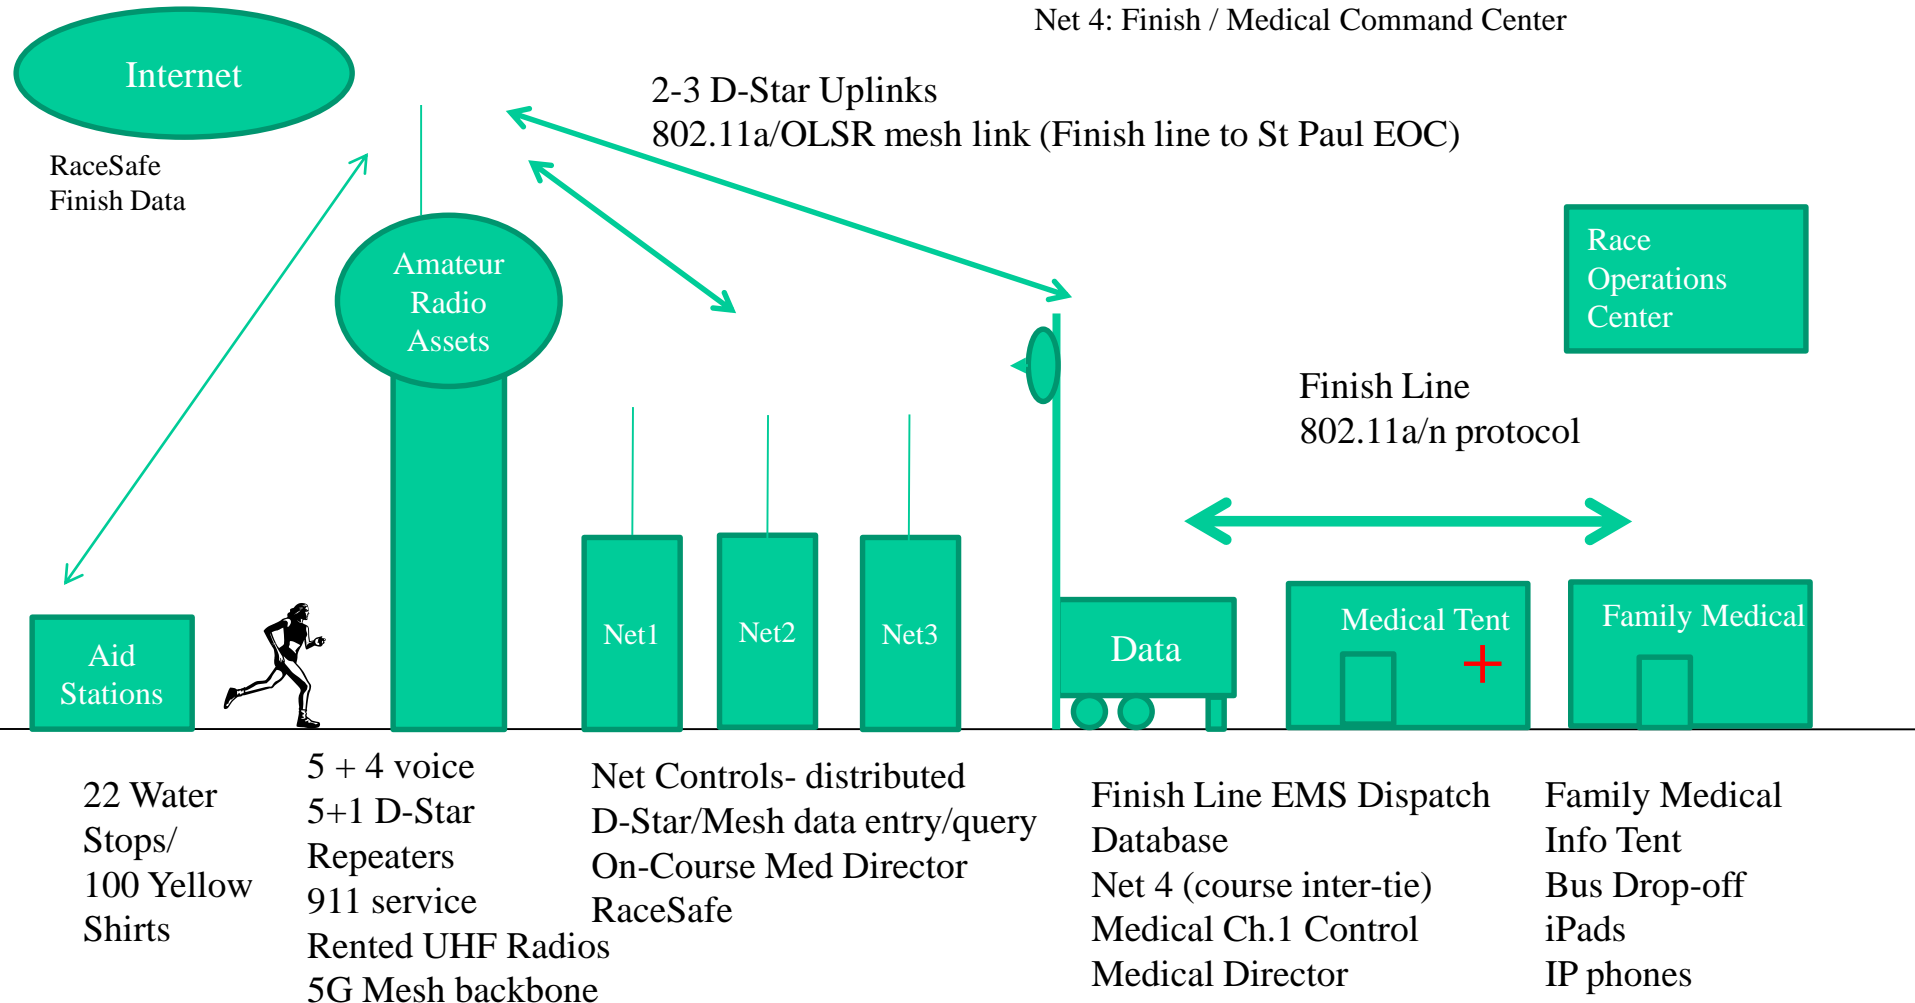 Net 4: Finish / Medical Command Center
Internet
2-3 D-Star Uplinks
802.11a/OLSR mesh link (Finish line to St Paul EOC)
RaceSafe
Finish Data
Amateur
Radio
Assets
Race
Operations
Center
Finish Line
802.11a/n protocol
Aid
Stations
Net1
Net2
Net3
Data
Medical Tent
Family Medical
22 Water
Stops/
100 Yellow
Shirts
5 + 4 voice
5+1 D-Star
Repeaters
911 service
Rented UHF Radios
5G Mesh backbone
Net Controls- distributed
D-Star/Mesh data entry/query
On-Course Med Director
RaceSafe
Finish Line EMS Dispatch
Database
Net 4 (course inter-tie)
Medical Ch.1 Control
Medical Director
Family Medical
Info Tent
Bus Drop-off
iPads
IP phones